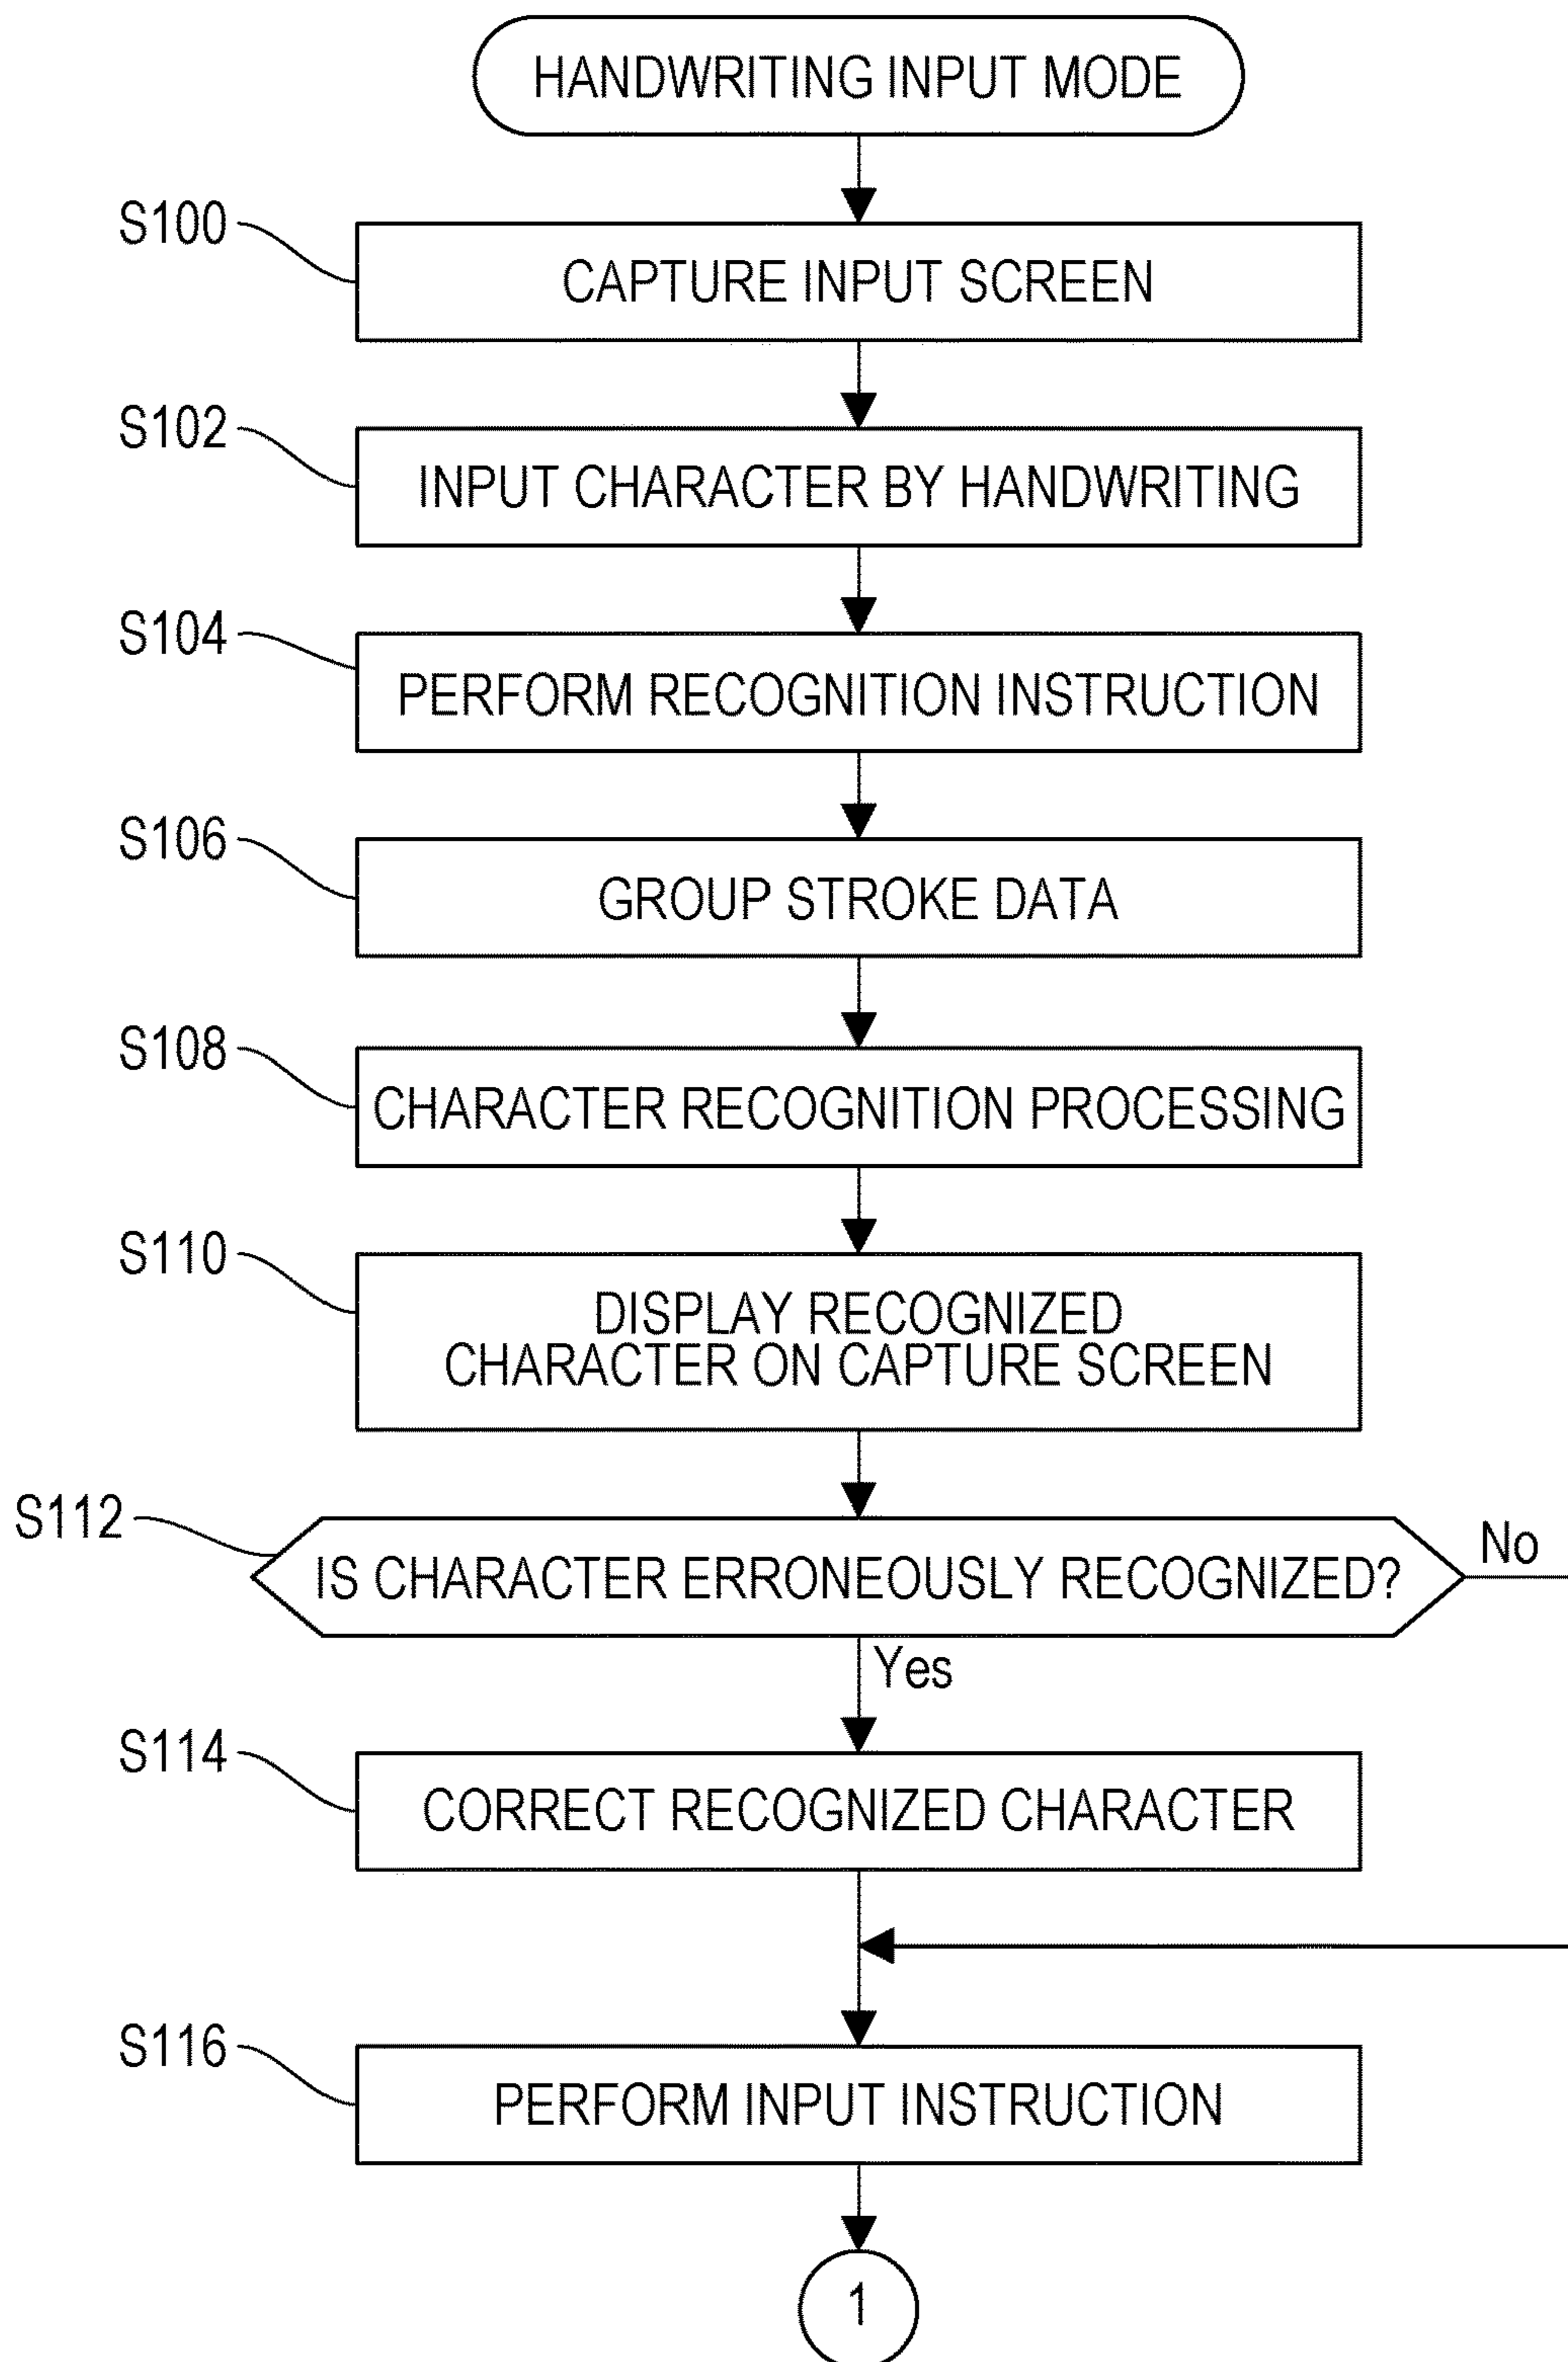 HANDWRITING INPUT MODE
S100
CAPTURE INPUT SCREEN
S102
INPUT CHARACTER BY HANDWRITING
S104
PERFORM RECOGNITION INSTRUCTION
S106
GROUP STROKE DATA
S108
CHARACTER RECOGNITION PROCESSING
S110
DISPLAY RECOGNIZED
CHARACTER ON CAPTURE SCREEN
S112
IS CHARACTER ERRONEOUSLY RECOGNIZED?
No
Yes
S114
CORRECT RECOGNIZED CHARACTER
S116
PERFORM INPUT INSTRUCTION
1